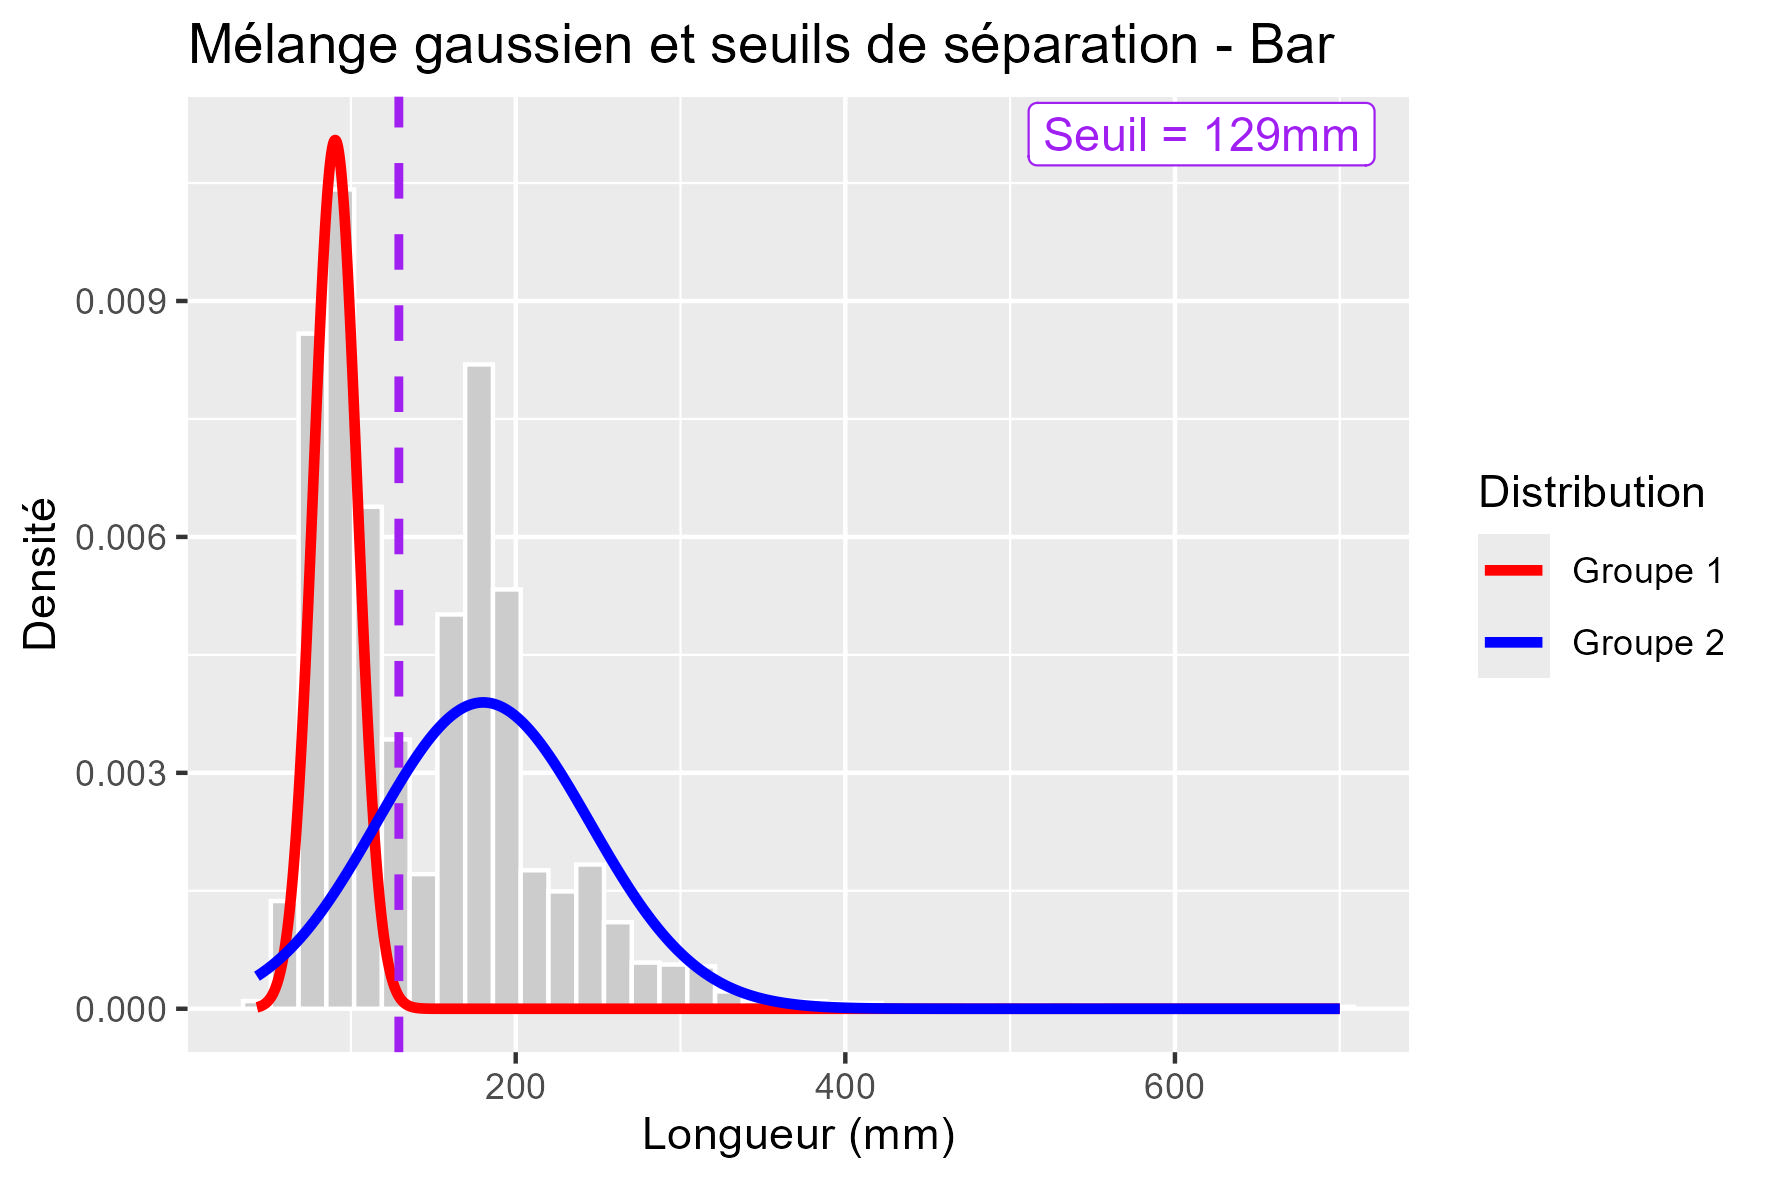 Mélange gaussien et seuils de séparation - Bar
Seuil = 129mm
Densité
0.009
0.006
0.003
0.000
200
400
600
Longueur (mm)
Distribution
Groupe 1
Groupe 2